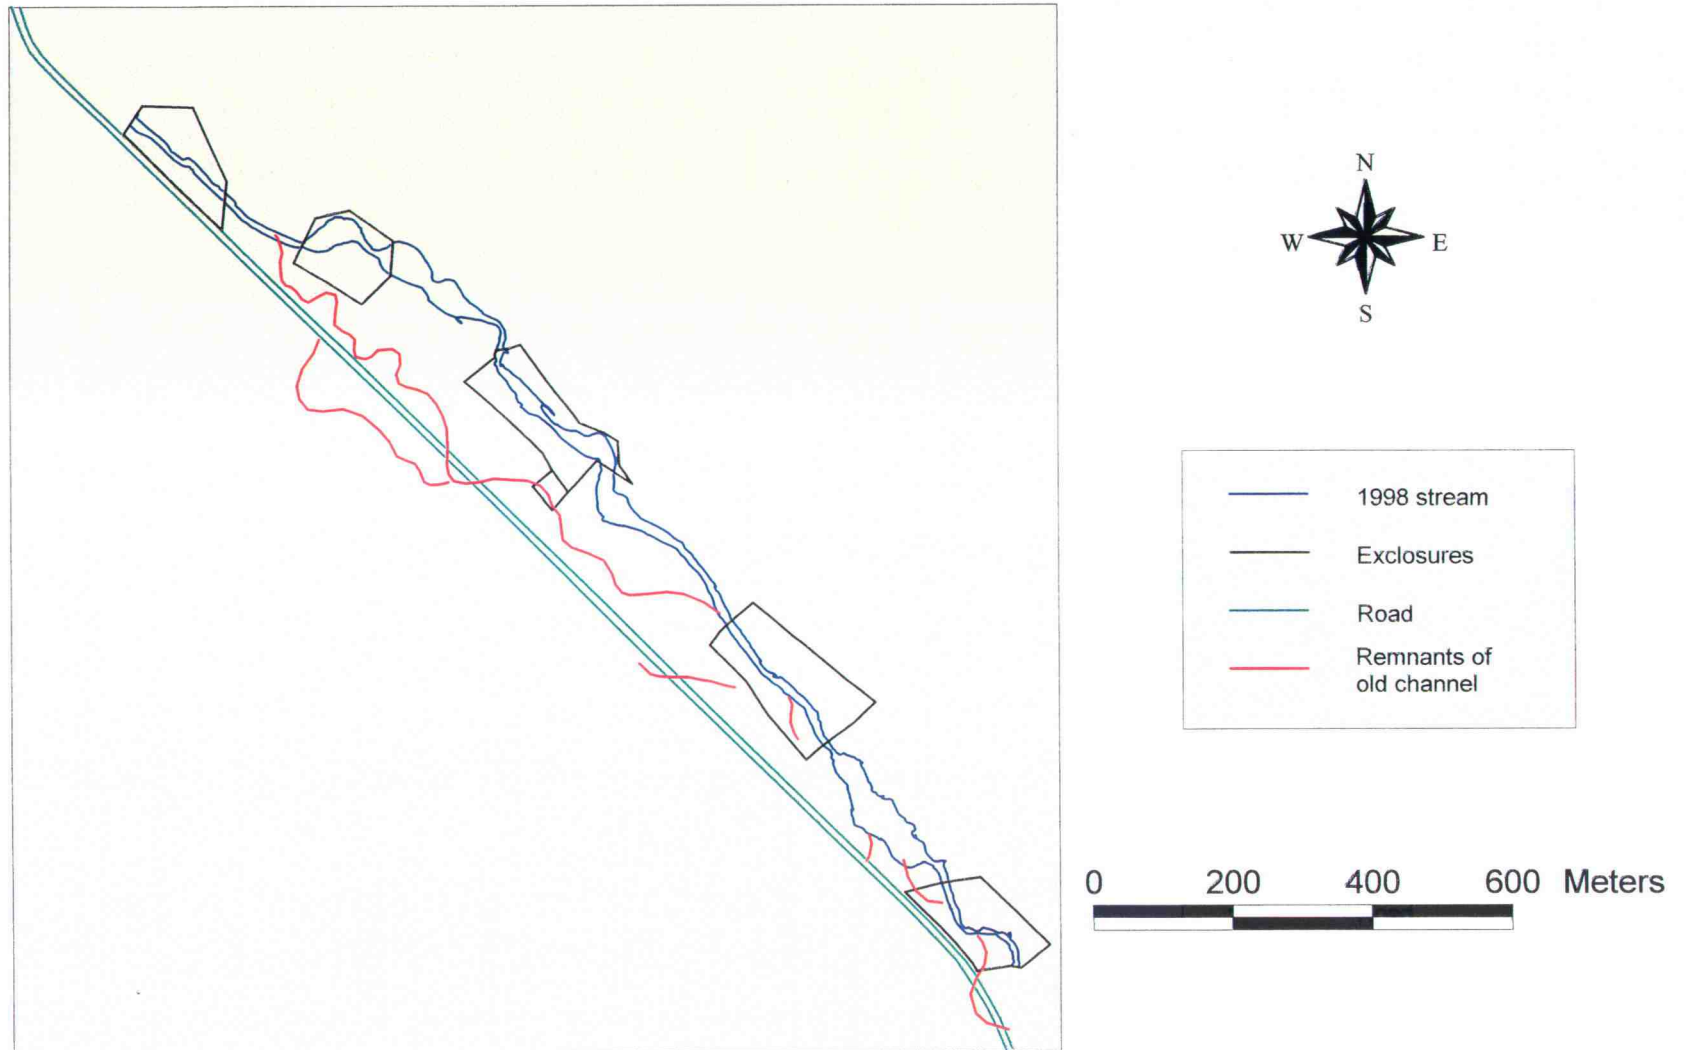 N
W E
S
1998 stream
Exclosures
Road
Remnants of
old channel
0 200 400 600 Meters